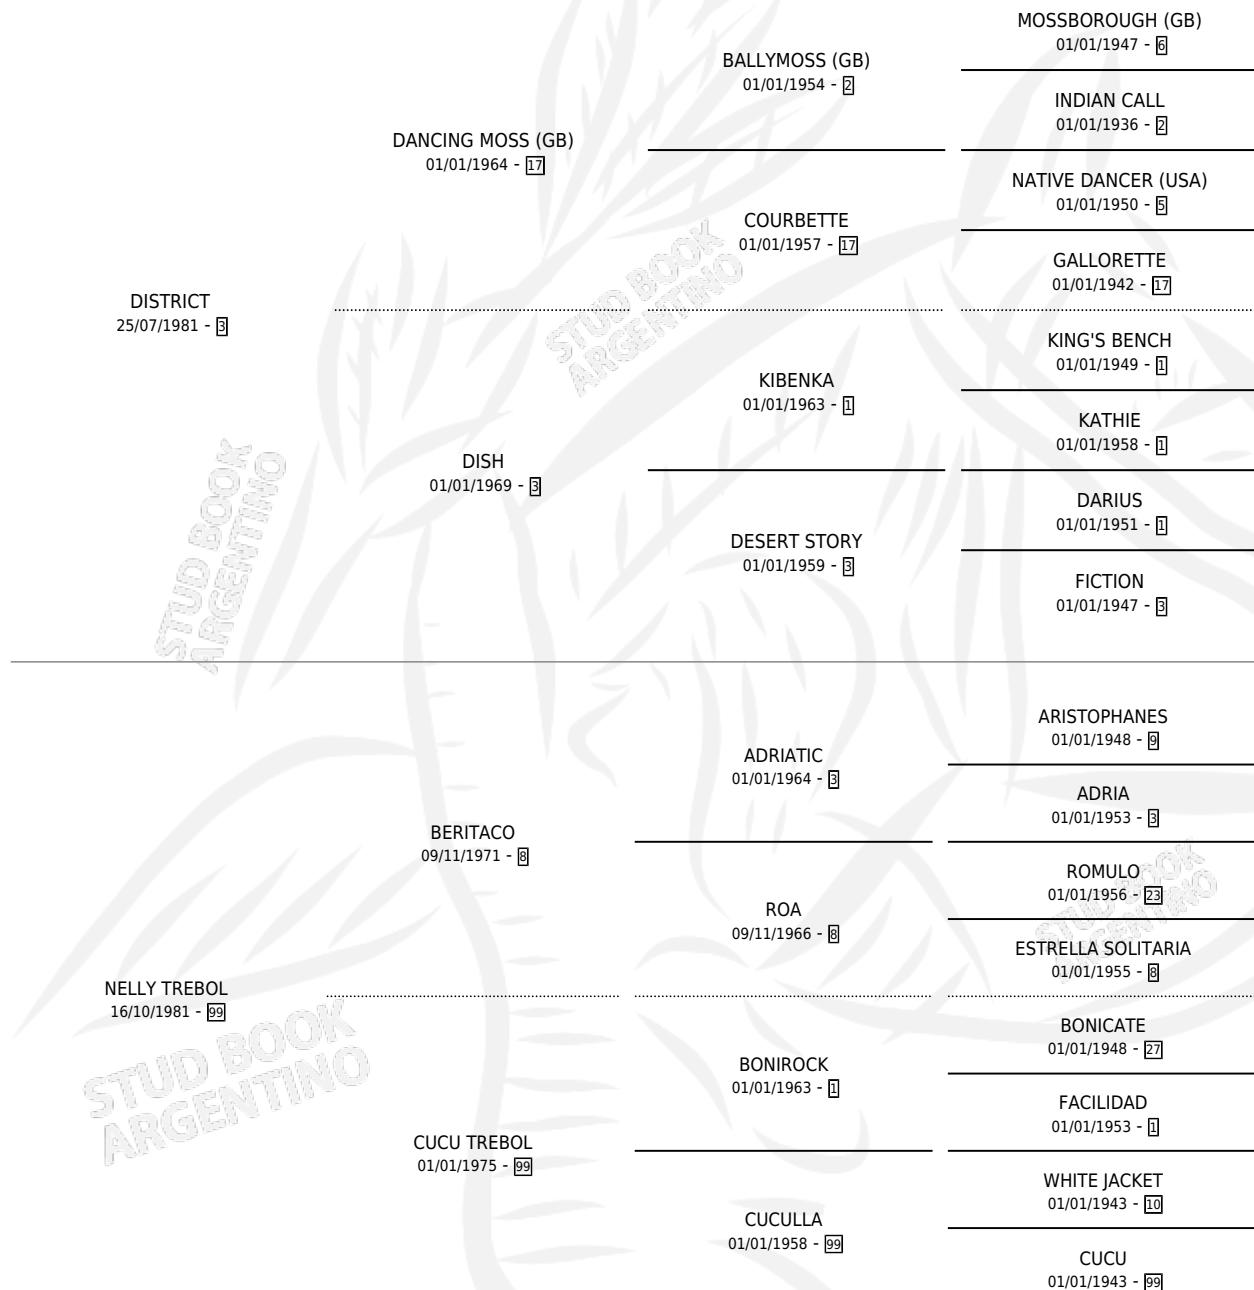 MOSSBOROUGH (GB)
01/01/1947 - 6
BALLYMOSS (GB)
01/01/1954 - 2
INDIAN CALL
01/01/1936 - 2
DANCING MOSS (GB)
01/01/1964 - 17
NATIVE DANCER (USA)
01/01/1950 - 5
COURBETTE
01/01/1957 - 17
GALLORETTE
01/01/1942 - 17
DISTRICT
25/07/1981 - 3
KING'S BENCH
01/01/1949 - 1
KIBENKA
01/01/1963 - 1
KATHIE
01/01/1958 - 1
DISH
01/01/1969 - 3
DARIUS
01/01/1951 - 1
DESERT STORY
01/01/1959 - 3
FICTION
01/01/1947 - 3
ARISTOPHANES
01/01/1948 - 9
ADRIATIC
01/01/1964 - 3
ADRIA
01/01/1953 - 3
BERITACO
09/11/1971 - 8
ROMULO
01/01/1956 - 23
ROA
09/11/1966 - 8
ESTRELLA SOLITARIA
01/01/1955 - 8
NELLY TREBOL
16/10/1981 - 99
BONICATE
01/01/1948 - 27
BONIROCK
01/01/1963 - 1
FACILIDAD
01/01/1953 - 1
CUCU TREBOL
01/01/1975 - 99
WHITE JACKET
01/01/1943 - 10
CUCULLA
01/01/1958 - 99
CUCU
01/01/1943 - 99
STUD BOOK
ARGENTINO
STUD BOOK
ARGENTINO
STUD BOOK
ARGENTINO
STUD BOOK
ARGENTINO